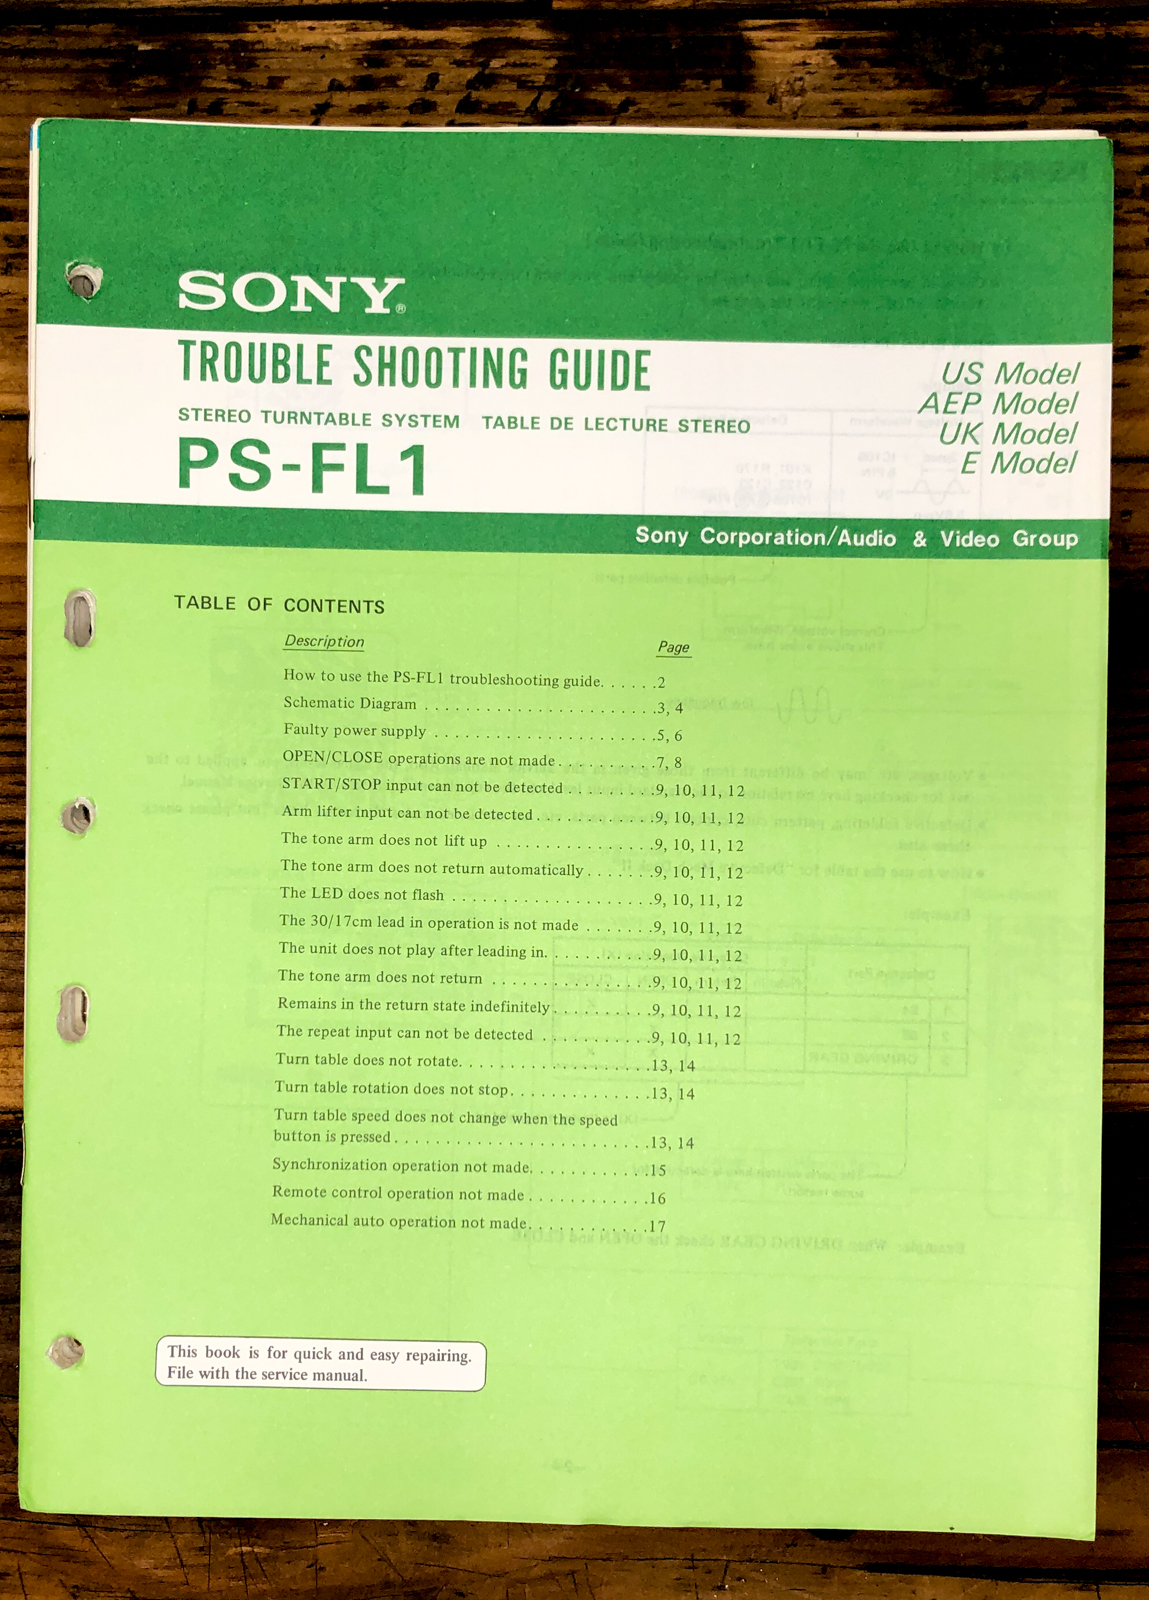 SONY®
TROUBLE SHOOTING GUIDE
STEREO TURNTABLE SYSTEM TABLE DE LECTURE STEREO
PS-FL1
US Model
AEP Model
UK Model
E Model
Sony Corporation/Audio & Video Group
TABLE OF CONTENTS
Description Page
How to use the PS-FL1 troubleshooting guide. . . . . .2
Schematic Diagram . . . . . . . . . . . . . . . . . . . . . . .3, 4
Faulty power supply . . . . . . . . . . . . . . . . . . . . . .5, 6
OPEN/CLOSE operations are not made . . . . . . . . . .7, 8
START/STOP input can not be detected . . . . . . . . .9, 10, 11, 12
Arm lifter input can not be detected . . . . . . . . . . . .9, 10, 11, 12
The tone arm does not lift up . . . . . . . . . . . . . . . .9, 10, 11, 12
The tone arm does not return automatically . . . . . . .9, 10, 11, 12
The LED does not flash . . . . . . . . . . . . . . . . . . . .9, 10, 11, 12
The 30/17cm lead in operation is not made . . . . . . .9, 10, 11, 12
The unit does not play after leading in. . . . . . . . . . .9, 10, 11, 12
The tone arm does not return . . . . . . . . . . . . . . . .9, 10, 11, 12
Remains in the return state indefinitely . . . . . . . . . .9, 10, 11, 12
The repeat input can not be detected . . . . . . . . . . .9, 10, 11, 12
Turn table does not rotate. . . . . . . . . . . . . . . . . . .13, 14
Turn table rotation does not stop. . . . . . . . . . . . . .13, 14
Turn table speed does not change when the speed
button is pressed . . . . . . . . . . . . . . . . . . . . . . . . .13, 14
Synchronization operation not made. . . . . . . . . . . .15
Remote control operation not made . . . . . . . . . . . .16
Mechanical auto operation not made. . . . . . . . . . . .17
This book is for quick and easy repairing.
File with the service manual.